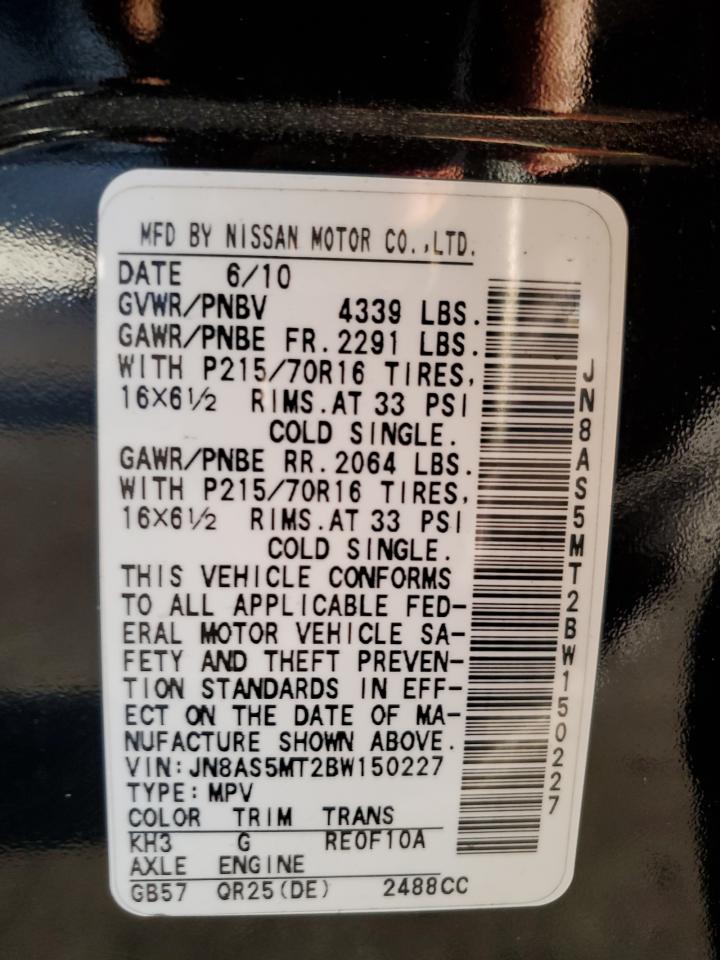 MFD BY NISSAN MOTOR CO.,LTD.
DATE 6/10
GVWR/PNBV 4339 LBS.
GAWR/PNBE FR.2291 LBS.
WITH P215/70R16 TIRES,
16X6½ RIMS.AT 33 PSI
COLD SINGLE.
GAWR/PNBE RR.2064 LBS.
WITH P215/70R16 TIRES,
16X6½ RIMS.AT 33 PSI
COLD SINGLE.
THIS VEHICLE CONFORMS
TO ALL APPLICABLE FED-
ERAL MOTOR VEHICLE SA-
FETY AND THEFT PREVEN-
TION STANDARDS IN EFF-
ECT ON THE DATE OF MA-
NUFACTURE SHOWN ABOVE.
VIN:JN8AS5MT2BW150227
TYPE:MPV
COLOR TRIM TRANS
KH3 G RE0F10A
AXLE ENGINE
GB57 QR25(DE) 2488CC
JN8AS5MT2BW150227